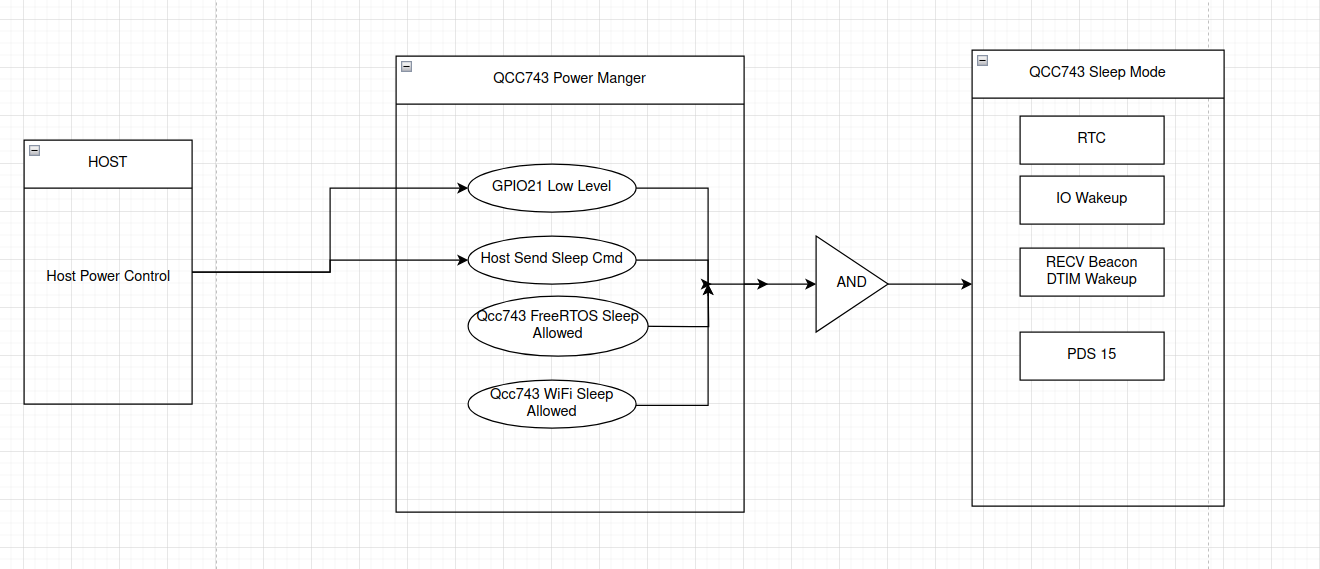 HOST
Host Power Control
QCC743 Power Manger
GPIO21 Low Level
Host Send Sleep Cmd
Qcc743 FreeRTOS Sleep
Allowed
Qcc743 WiFi Sleep
Allowed
AND
QCC743 Sleep Mode
RTC
IO Wakeup
RECV Beacon
DTIM Wakeup
PDS 15